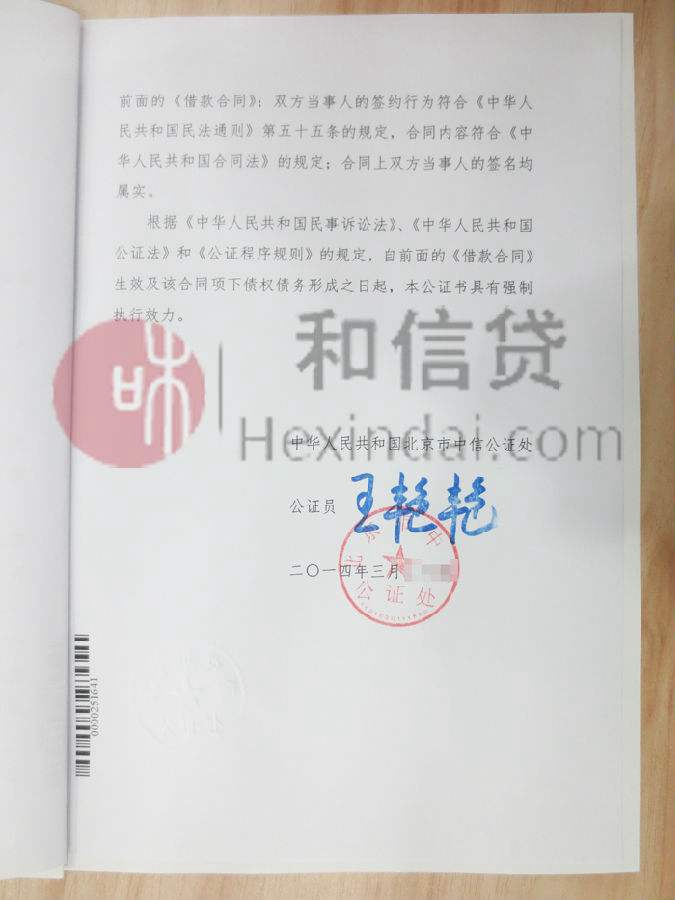 前面的《借款合同》；双方当事人的签约行为符合《中华人
民共和国民法通则》第五十五条的规定，合同内容符合《中
华人民共和国合同法》的规定；合同上双方当事人的签名均
属实。
根据《中华人民共和国民事诉讼法》、《中华人民共和国
公证法》和《公证程序规则》的规定，自前面的《借款合同》
生效及该合同项下债权债务形成之日起，本公证书具有强制
执行效力。
和信贷
Hexindai.com
中华人民共和国北京市中信公证处
公证员 王艳艳
二〇一四年三月
北京市中
公证处
0000251641